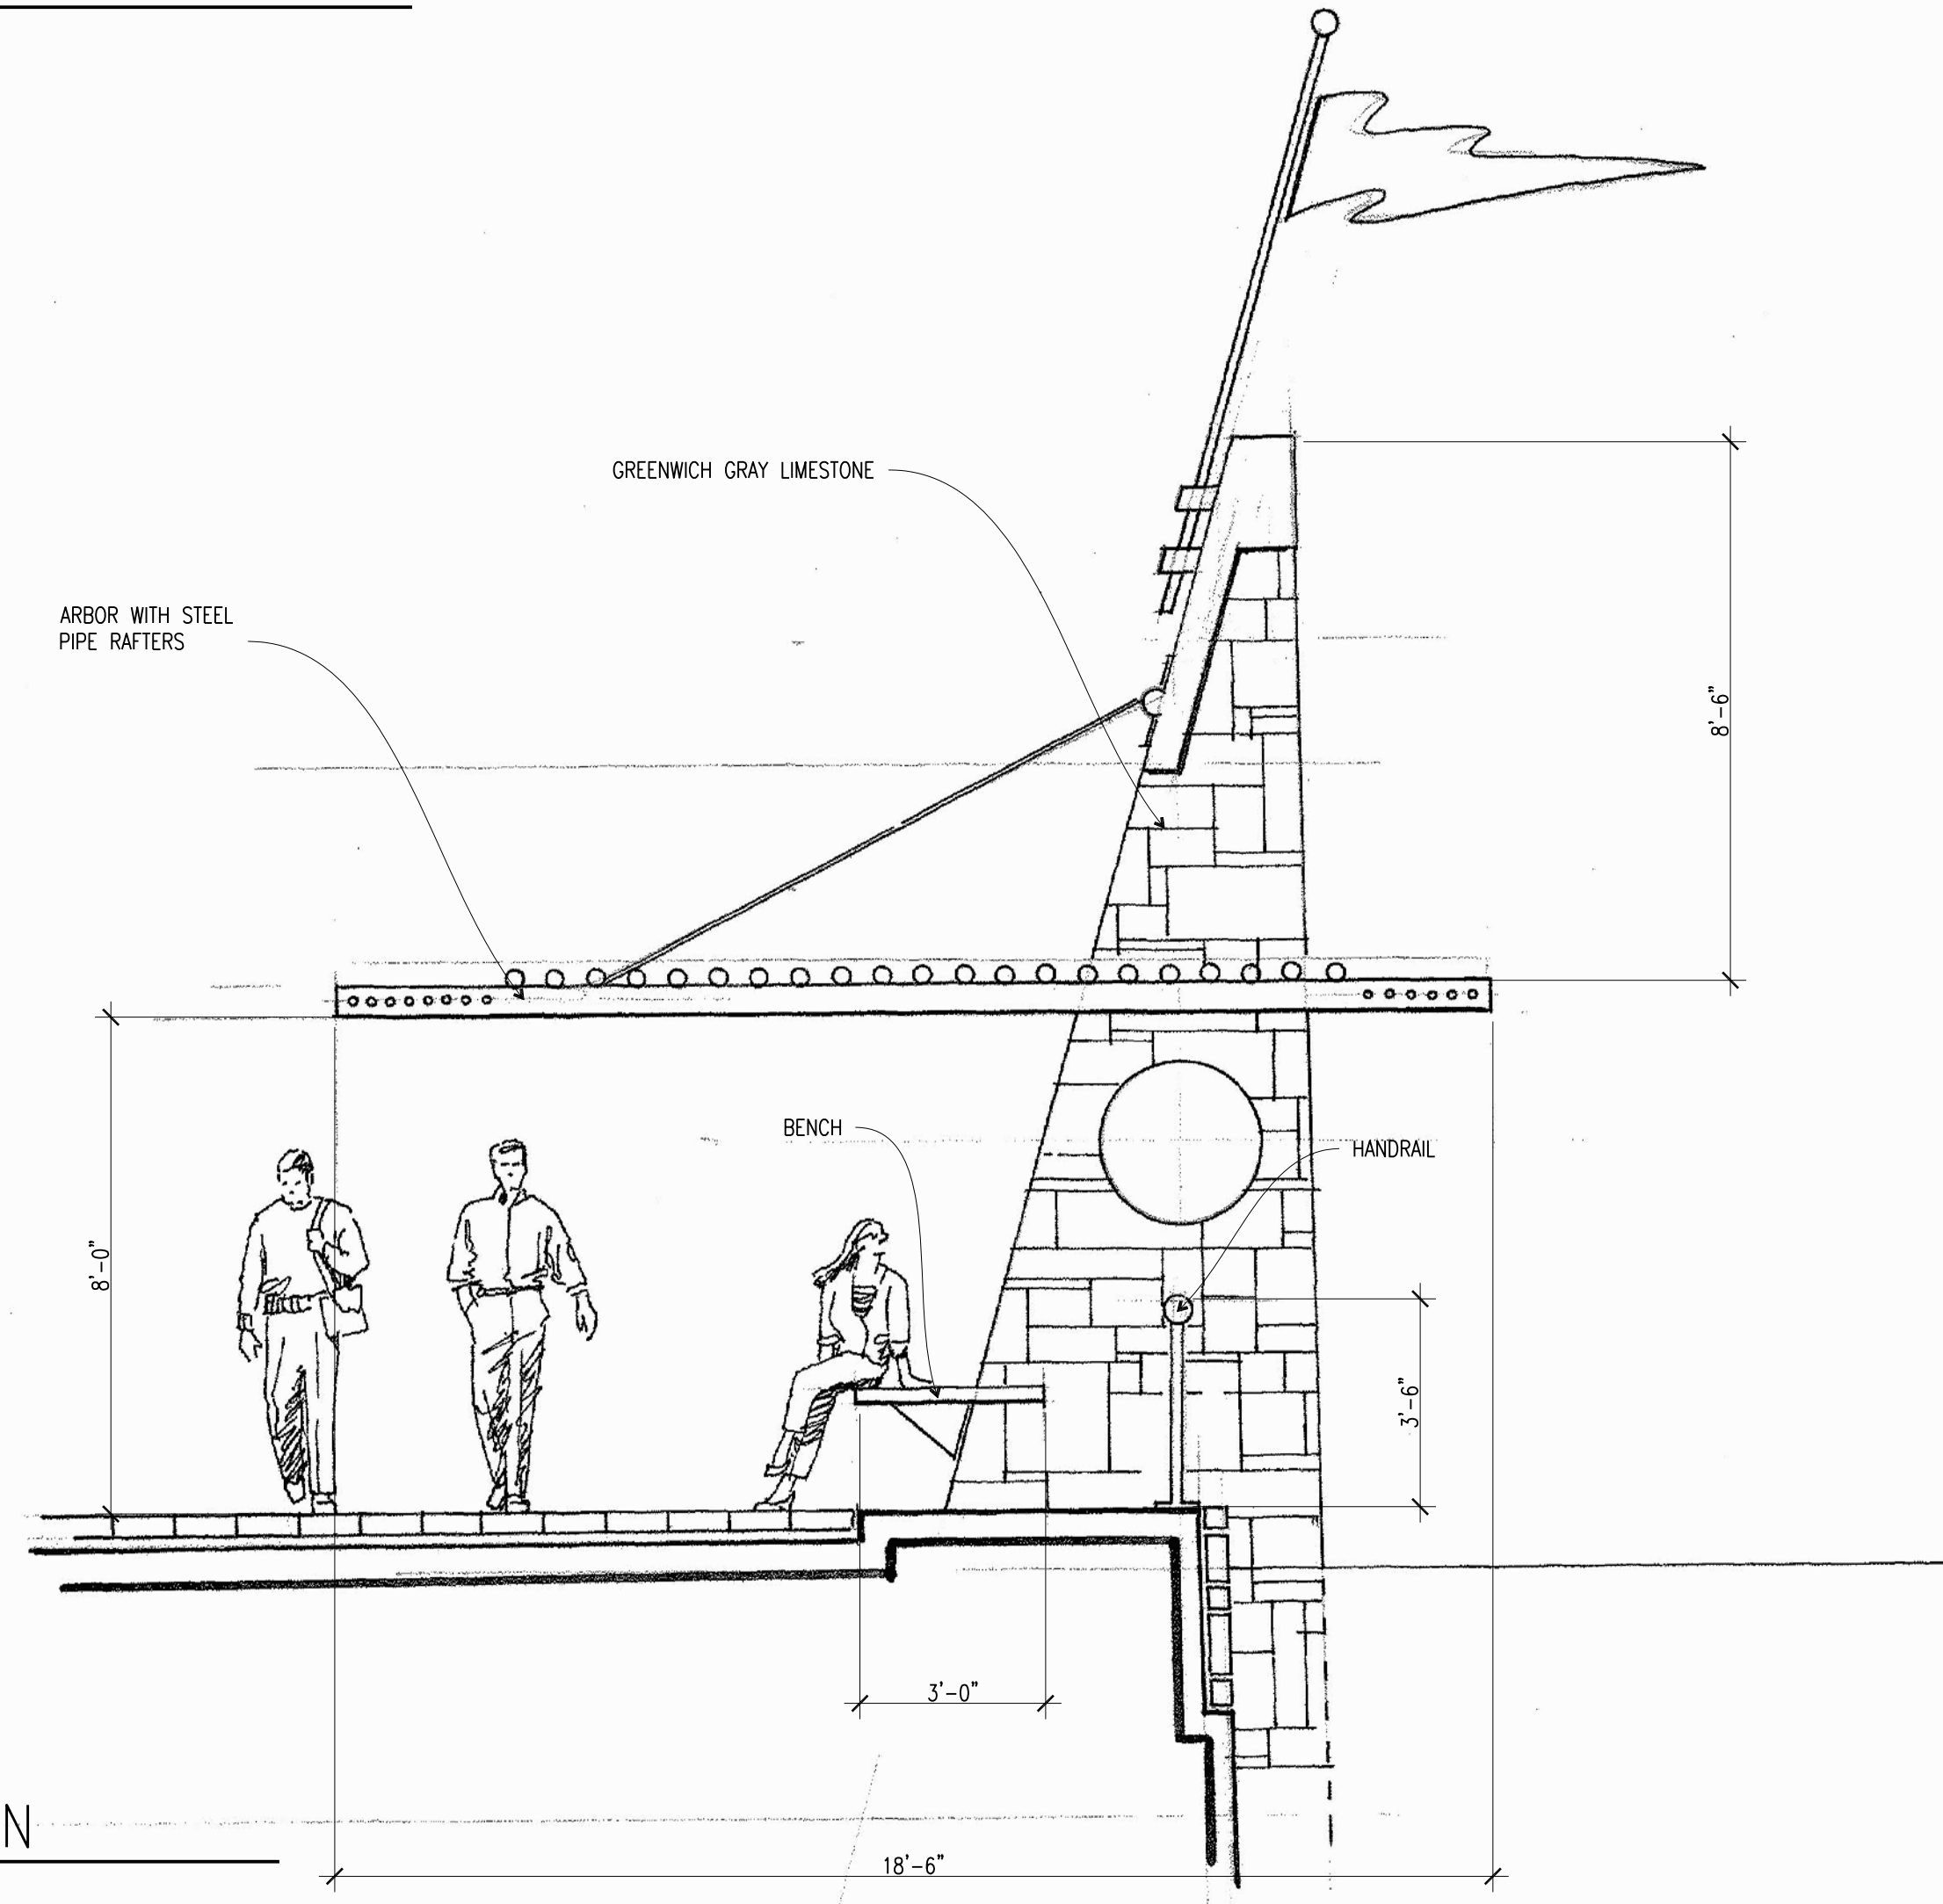 GREENWICH GRAY LIMESTONE
ARBOR WITH STEEL
PIPE RAFTERS
8'-6"
BENCH
HANDRAIL
8'-0"
3'-6"
3'-0"
N
18'-6"